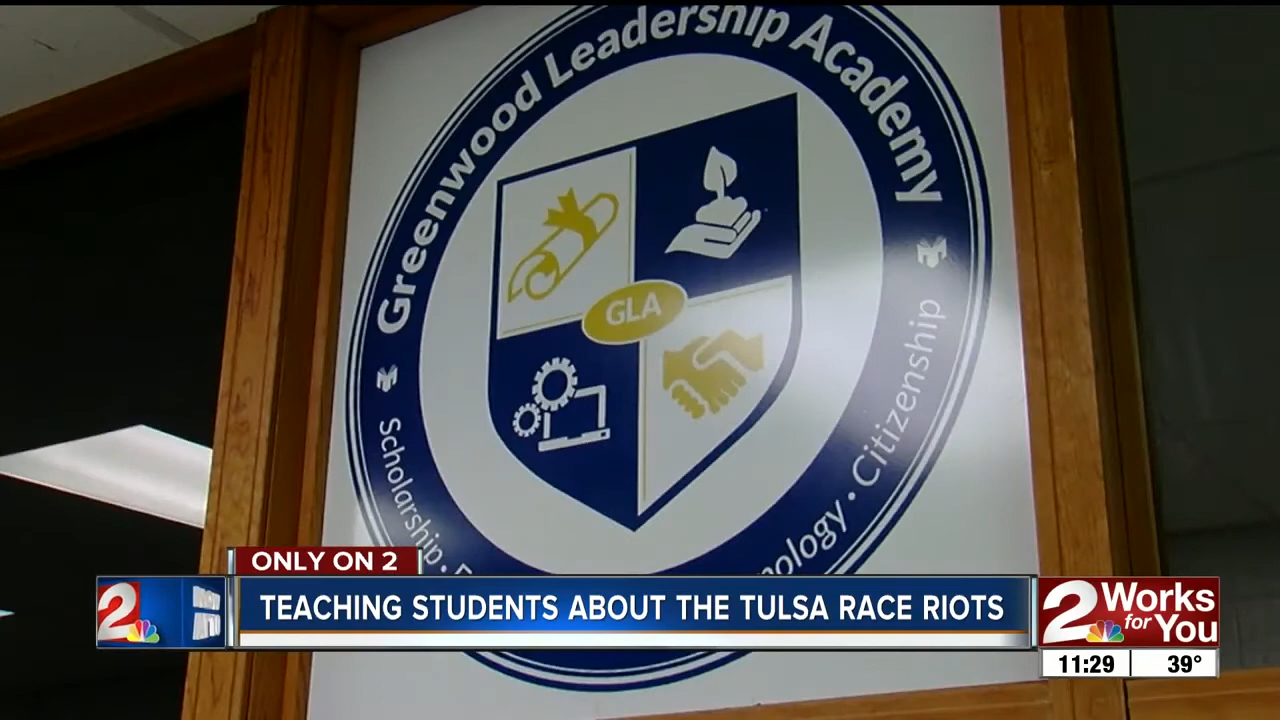 Greenwood Leadership Academy
GLA
Scholarship ·
Citizenship
ONLY ON 2
2
TEACHING STUDENTS ABOUT THE TULSA RACE RIOTS
2 Works
for You
11:29 39°